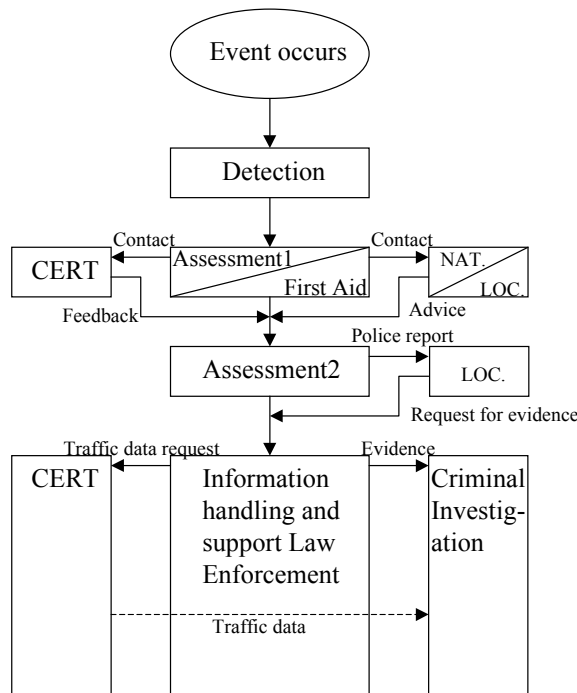 Event occurs
Detection
Contact
Contact
CERT
Assessment1
First Aid
NAT.
LOC.
Feedback
Advice
Police report
Assessment2
LOC.
Request for evidence
Traffic data request
Evidence
CERT
Information
handling and
support Law
Enforcement
Criminal
Investig-
ation
Traffic data